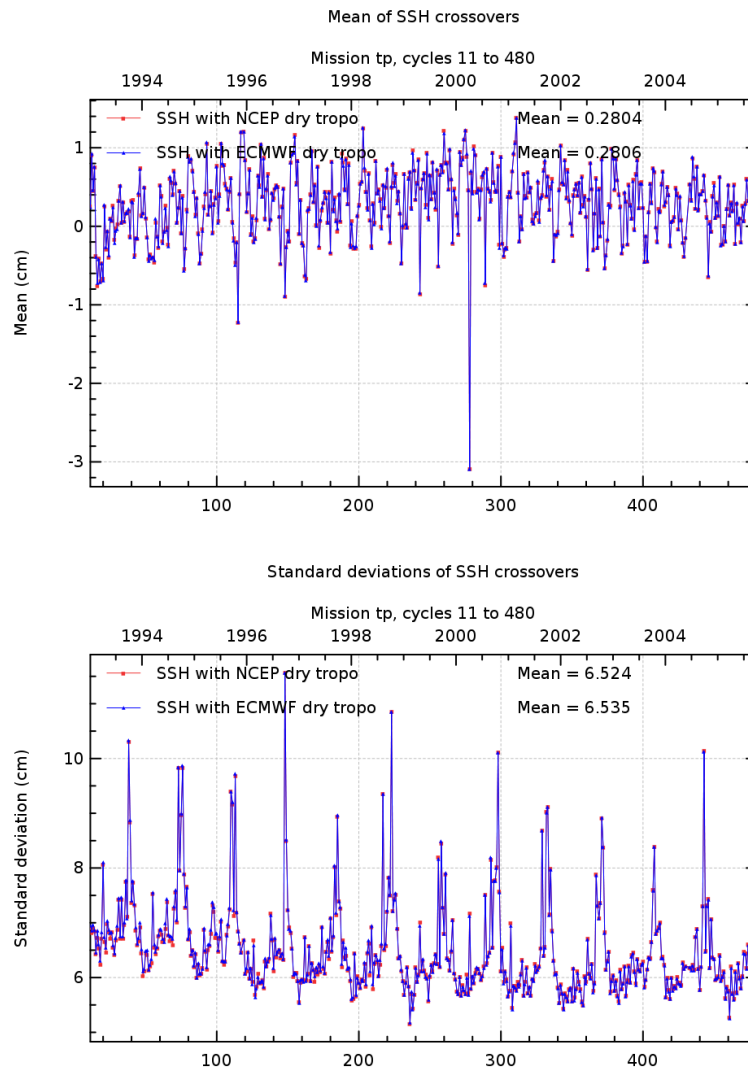 Mean of SSH crossovers
Mission tp, cycles 11 to 480
1994 1996 1998 2000 2002 2004
SSH with NCEP dry tropo Mean = 0.2804
SSH with ECMWF dry tropo Mean = 0.2806
1
0
-1
-2
-3
Mean (cm)
100 200 300 400
Standard deviations of SSH crossovers
Mission tp, cycles 11 to 480
1994 1996 1998 2000 2002 2004
SSH with NCEP dry tropo Mean = 6.524
SSH with ECMWF dry tropo Mean = 6.535
10
8
6
Standard deviation (cm)
100 200 300 400